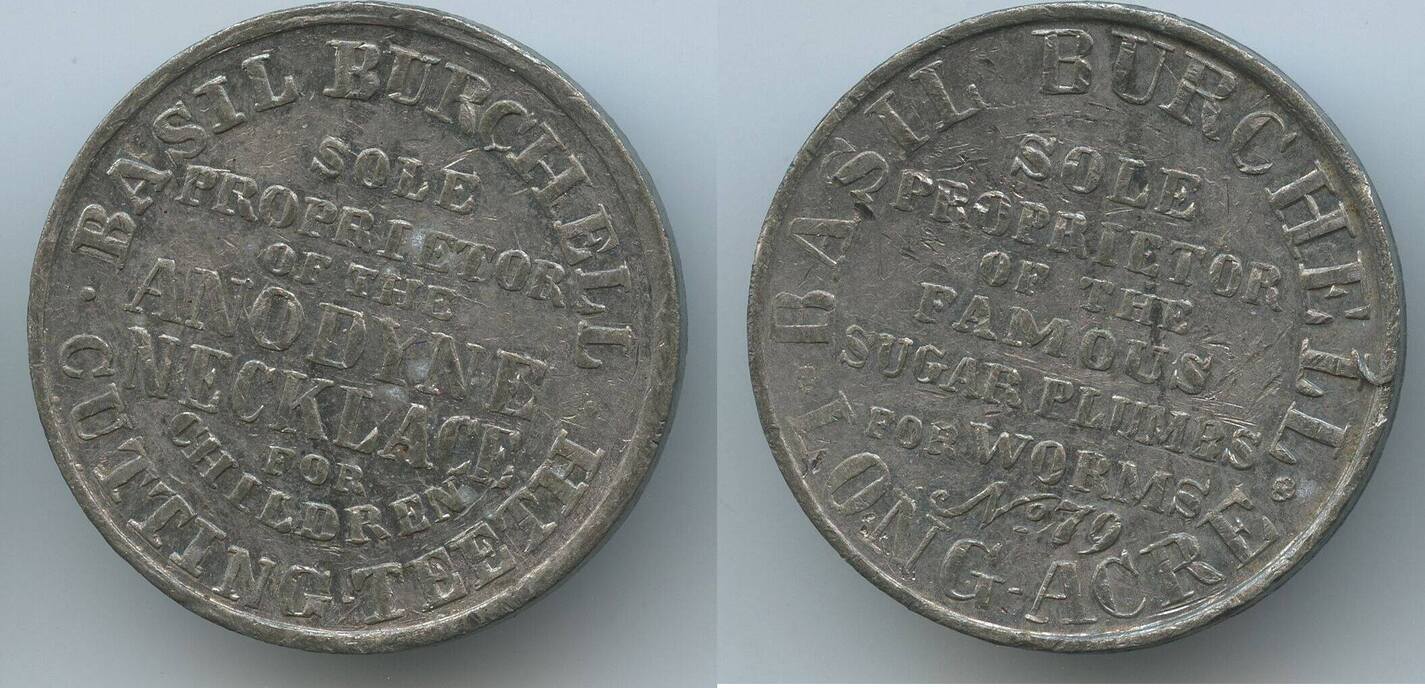 BASIL BURCHELL
SOLE
PROPRIETOR
OF THE
ANODYNE
NECKLACE
FOR
CHILDREN
CUTTING TEETH
BASIL BURCHELL
SOLE
PROPRIETOR
OF THE
FAMOUS
SUGAR PLUMBS
FOR WORMS
No 79
LONG-ACRE